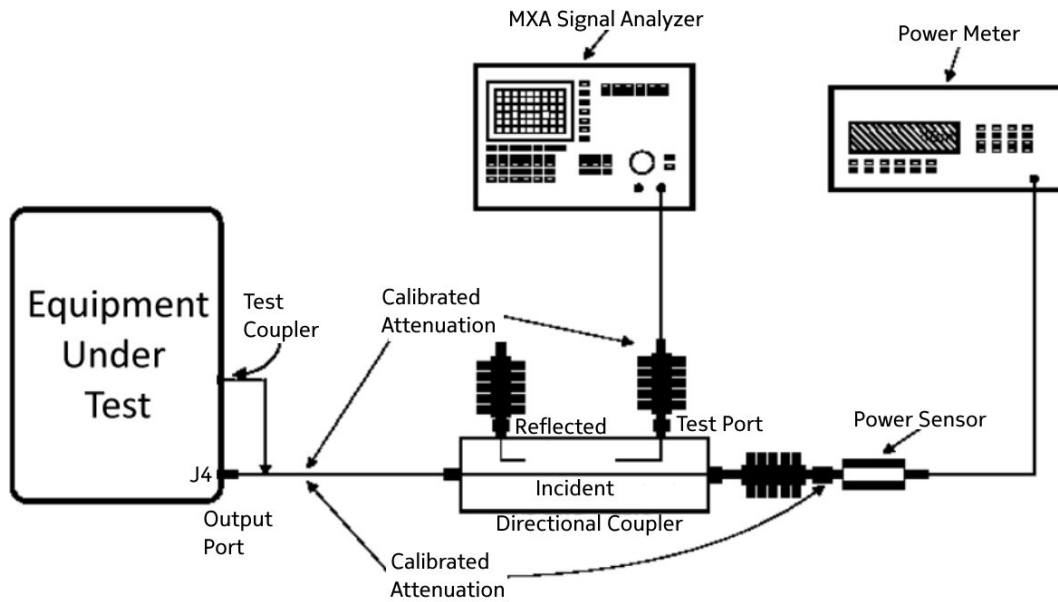 MXA Signal Analyzer
Power Meter
Equipment
Under
Test
Test
Coupler
Calibrated
Attenuation
Reflected
Test Port
Power Sensor
J4
Incident
Output
Port
Directional Coupler
Calibrated
Attenuation